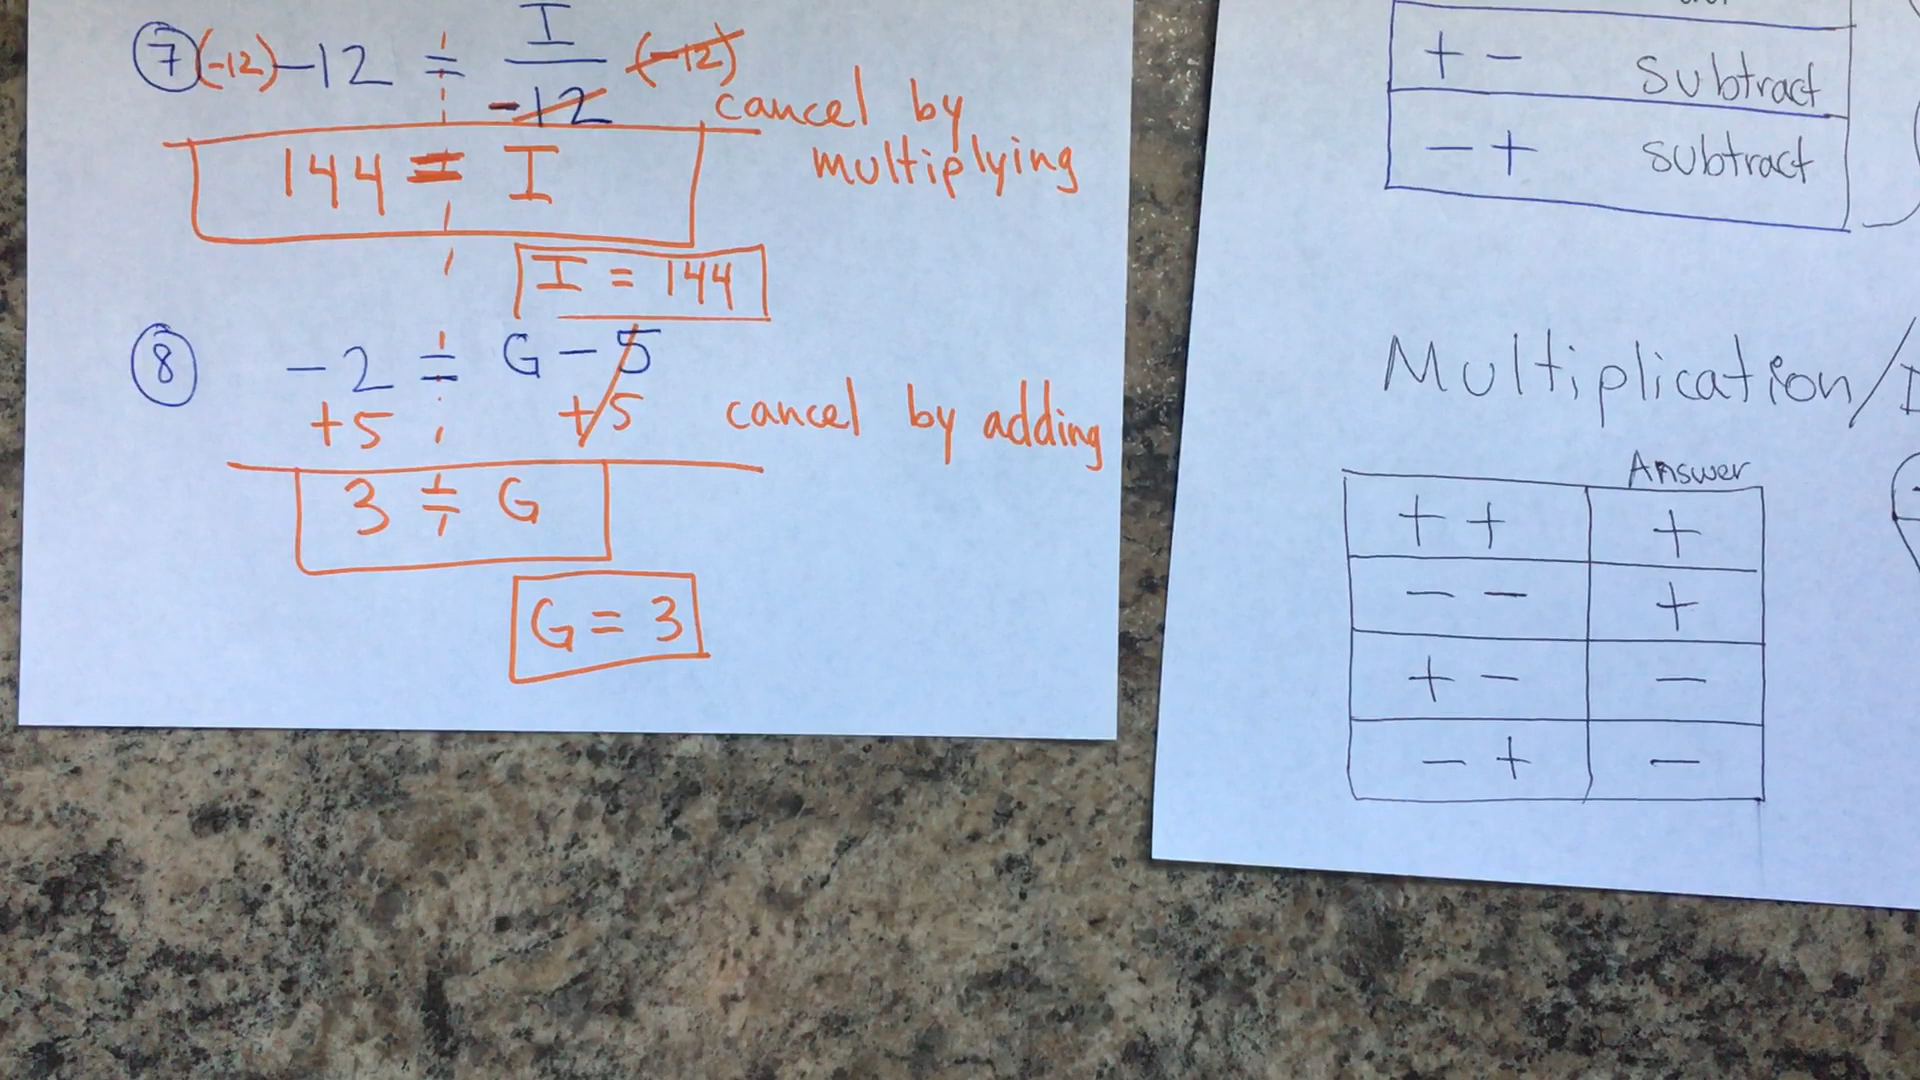 7 (-12) -12 = I/-12 (-12)
cancel by
multiplying
144 = I
I = 144
8 -2 = G - 5
+5 +5 cancel by adding
3 = G
G = 3
+ - subtract
- + subtract
Multiplication/
Answer
+ + +
- - +
+ - -
- + -